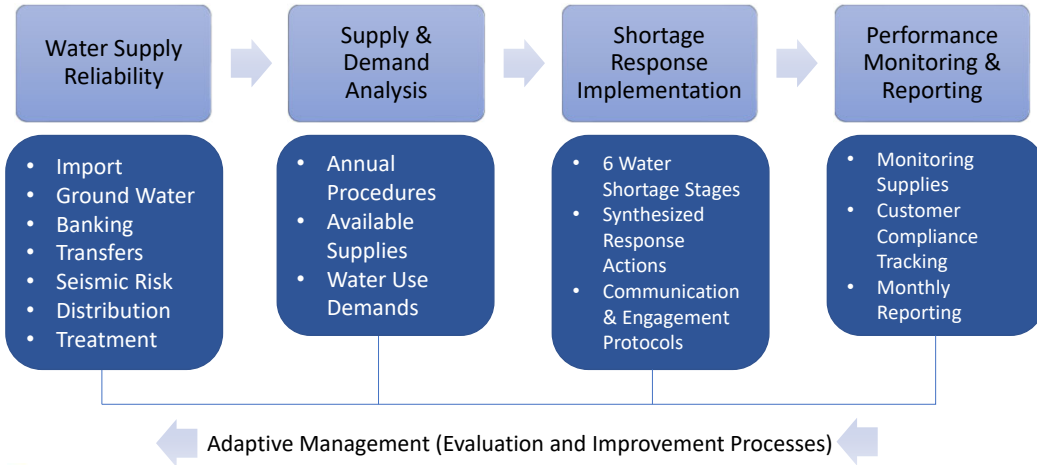 Water Supply
Reliability
Supply &
Demand
Analysis
Shortage
Response
Implementation
Performance
Monitoring &
Reporting
• Import
• Ground Water
• Banking
• Transfers
• Seismic Risk
• Distribution
• Treatment
• Annual
Procedures
• Available
Supplies
• Water Use
Demands
• 6 Water
Shortage Stages
• Synthesized
Response
Actions
• Communication
& Engagement
Protocols
• Monitoring
Supplies
• Customer
Compliance
Tracking
• Monthly
Reporting
Adaptive Management (Evaluation and Improvement Processes)